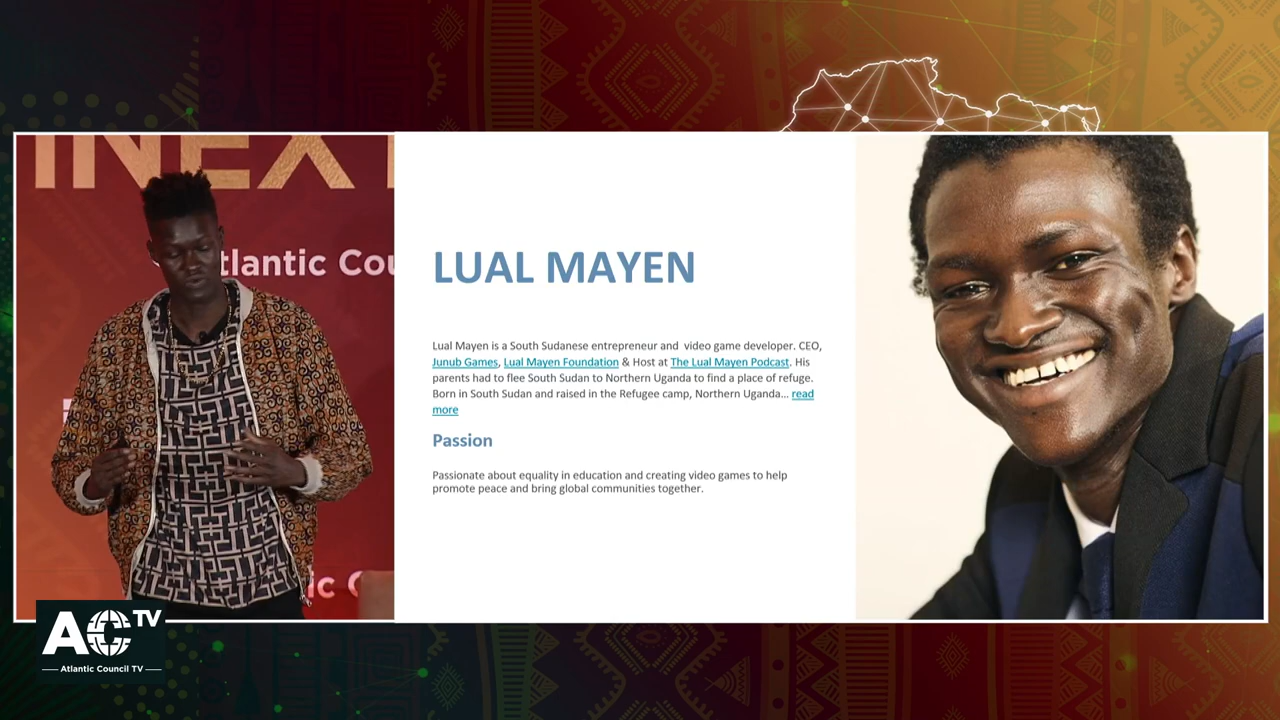 INEX
tlantic Cou
ic C
LUAL MAYEN
Lual Mayen is a South Sudanese entrepreneur and video game developer. CEO,
Junub Games, Lual Mayen Foundation & Host at The Lual Mayen Podcast. His
parents had to flee South Sudan to Northern Uganda to find a place of refuge.
Born in South Sudan and raised in the Refugee camp, Northern Uganda... read
more
Passion
Passionate about equality in education and creating video games to help
promote peace and bring global communities together.
AC TV
Atlantic Council TV